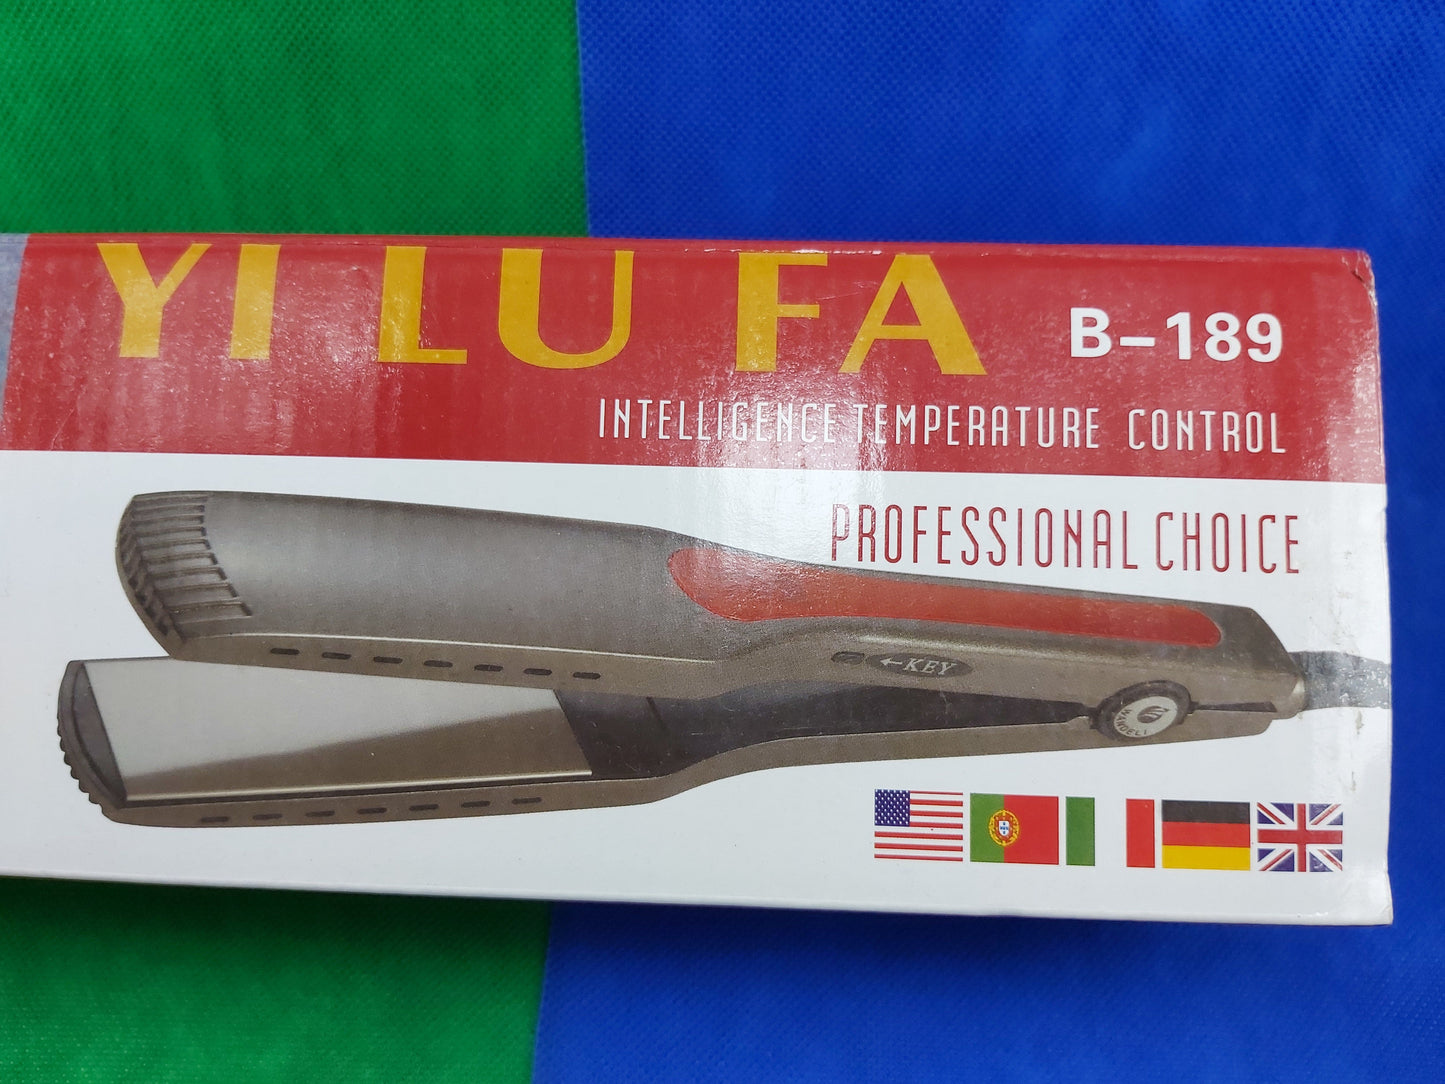 YI LU FA
B-189
INTELLIGENCE TEMPERATURE CONTROL
PROFESSIONAL CHOICE
←KEY